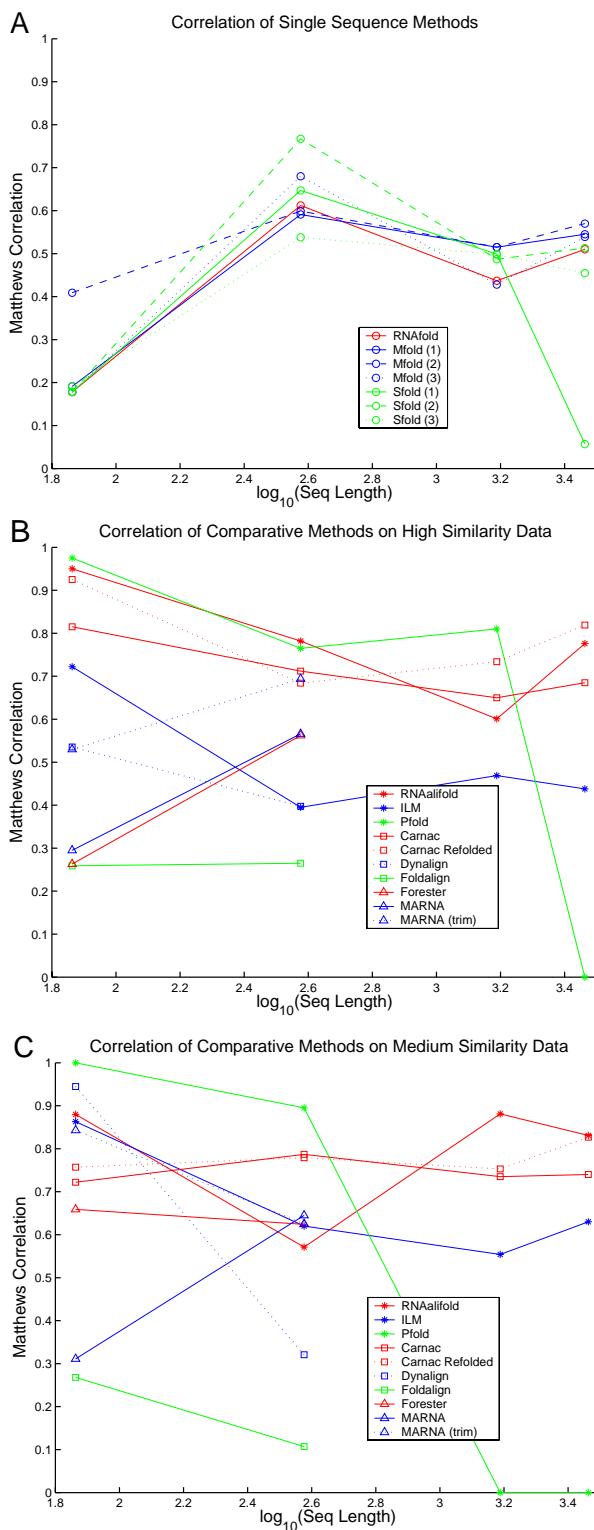 A
Correlation of Single Sequence Methods
1
0.9
0.8
0.7
0.6
0.5
0.4
0.3
0.2
0.1
0
Matthews Correlation
RNAfold
Mfold (1)
Mfold (2)
Mfold (3)
Sfold (1)
Sfold (2)
Sfold (3)
1.8 2 2.2 2.4 2.6 2.8 3 3.2 3.4
log10(Seq Length)
B
Correlation of Comparative Methods on High Similarity Data
1
0.9
0.8
0.7
0.6
0.5
0.4
0.3
0.2
0.1
0
Matthews Correlation
RNAalifold
ILM
Pfold
Carnac
Carnac Refolded
Dynalign
Foldalign
Forester
MARNA
MARNA (trim)
1.8 2 2.2 2.4 2.6 2.8 3 3.2 3.4
log10(Seq Length)
C
Correlation of Comparative Methods on Medium Similarity Data
1
0.9
0.8
0.7
0.6
0.5
0.4
0.3
0.2
0.1
0
Matthews Correlation
RNAalifold
ILM
Pfold
Carnac
Carnac Refolded
Dynalign
Foldalign
Forester
MARNA
MARNA (trim)
1.8 2 2.2 2.4 2.6 2.8 3 3.2 3.4
log10(Seq Length)